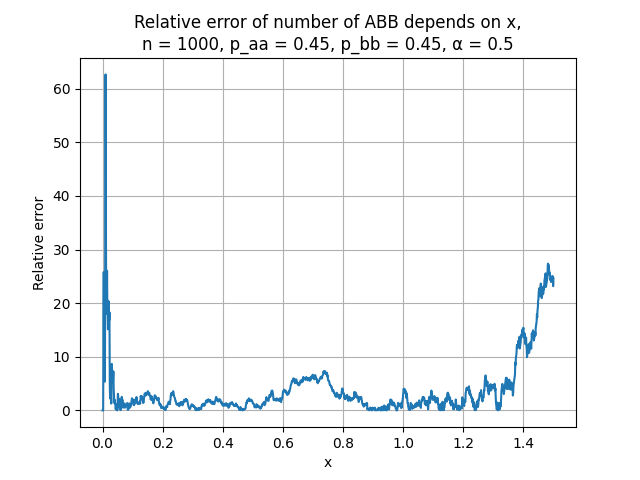 Relative error of number of ABB depends on x,
n = 1000, p_aa = 0.45, p_bb = 0.45, α = 0.5
Relative error
60
50
40
30
20
10
0
0.0 0.2 0.4 0.6 0.8 1.0 1.2 1.4
x